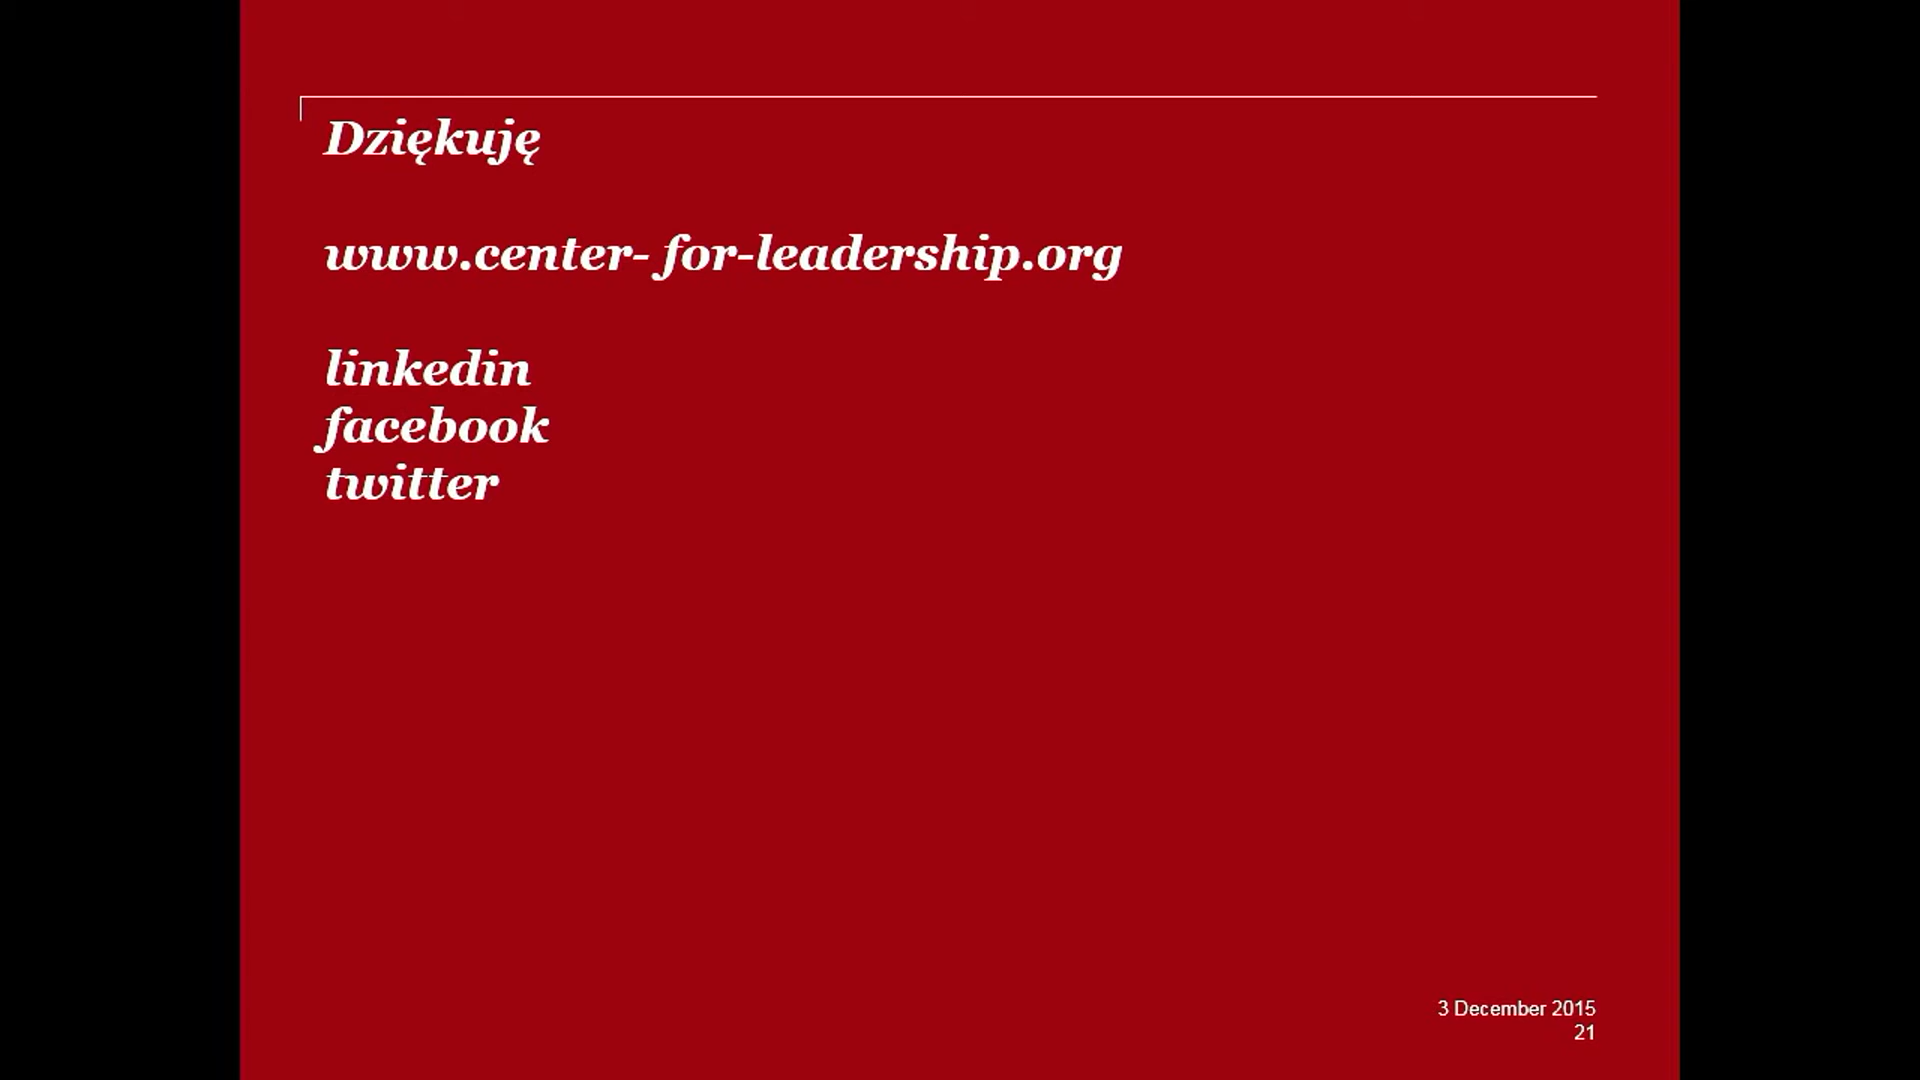 Dziękuję
www.center-for-leadership.org
linkedin
facebook
twitter
3 December 2015
21